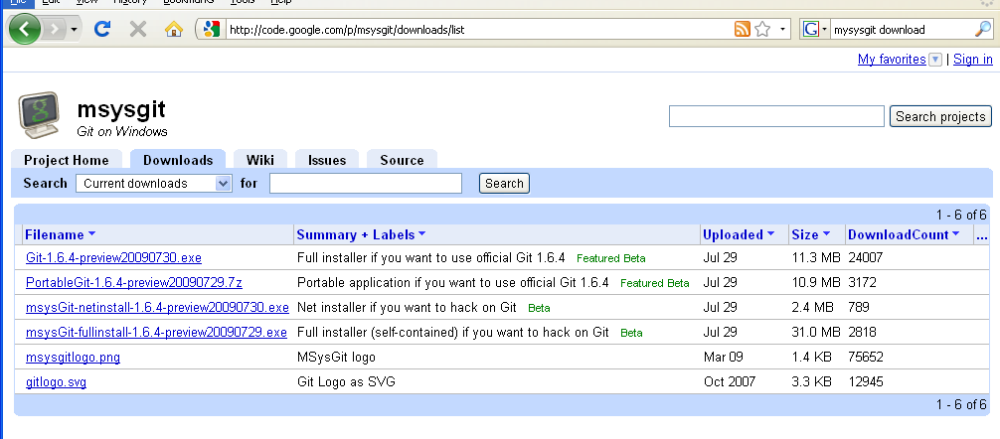 File Edit View History Bookmarks Tools Help
http://code.google.com/p/msysgit/downloads/list
mysysgit download
My favorites | Sign in
msysgit
Git on Windows
Search projects
Project Home Downloads Wiki Issues Source
Search Current downloads for Search
1 - 6 of 6
Filename Summary + Labels Uploaded Size DownloadCount ...
Git-1.6.4-preview20090730.exe Full installer if you want to use official Git 1.6.4 Featured Beta Jul 29 11.3 MB 24007
PortableGit-1.6.4-preview20090729.7z Portable application if you want to use official Git 1.6.4 Featured Beta Jul 29 10.9 MB 3172
msysGit-netinstall-1.6.4-preview20090730.exe Net installer if you want to hack on Git Beta Jul 29 2.4 MB 789
msysGit-fullinstall-1.6.4-preview20090729.exe Full installer (self-contained) if you want to hack on Git Beta Jul 29 31.0 MB 2818
msysgitlogo.png MSysGit logo Mar 09 1.4 KB 75652
gitlogo.svg Git Logo as SVG Oct 2007 3.3 KB 12945
1 - 6 of 6